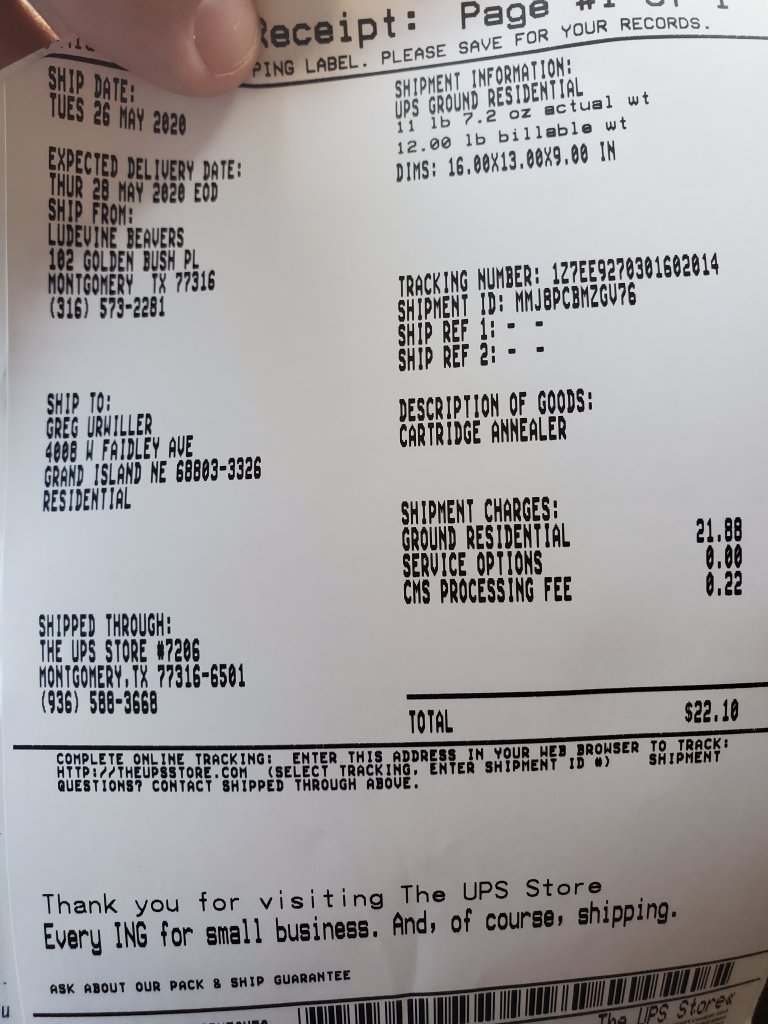 Receipt: Page #1 of 1
PING LABEL. PLEASE SAVE FOR YOUR RECORDS.
SHIP DATE:
TUES 26 MAY 2020
EXPECTED DELIVERY DATE:
THUR 28 MAY 2020 EOD
SHIP FROM:
LUDEVINE BEAVERS
102 GOLDEN BUSH PL
MONTGOMERY TX 77316
(316) 573-2281
SHIP TO:
GREG URWILLER
4008 W FAIDLEY AVE
GRAND ISLAND NE 68803-3326
RESIDENTIAL
SHIPPED THROUGH:
THE UPS STORE #7206
MONTGOMERY,TX 77316-6501
(936) 588-3668
SHIPMENT INFORMATION:
UPS GROUND RESIDENTIAL
11 lb 7.2 oz actual wt
12.00 lb billable wt
DIMS: 16.00X13.00X9.00 IN
TRACKING NUMBER: 1Z7EE9270301602014
SHIPMENT ID: MMJ8PCBMZGV76
SHIP REF 1: - -
SHIP REF 2: - -
DESCRIPTION OF GOODS:
CARTRIDGE ANNEALER
SHIPMENT CHARGES:
GROUND RESIDENTIAL 21.88
SERVICE OPTIONS 0.00
CMS PROCESSING FEE 0.22
TOTAL $22.10
COMPLETE ONLINE TRACKING: ENTER THIS ADDRESS IN YOUR WEB BROWSER TO TRACK:
HTTP://THEUPSSTORE.COM (SELECT TRACKING, ENTER SHIPMENT ID #) SHIPMENT
QUESTIONS? CONTACT SHIPPED THROUGH ABOVE.
Thank you for visiting The UPS Store
Every ING for small business. And, of course, shipping.
ASK ABOUT OUR PACK & SHIP GUARANTEE
The UPS Store